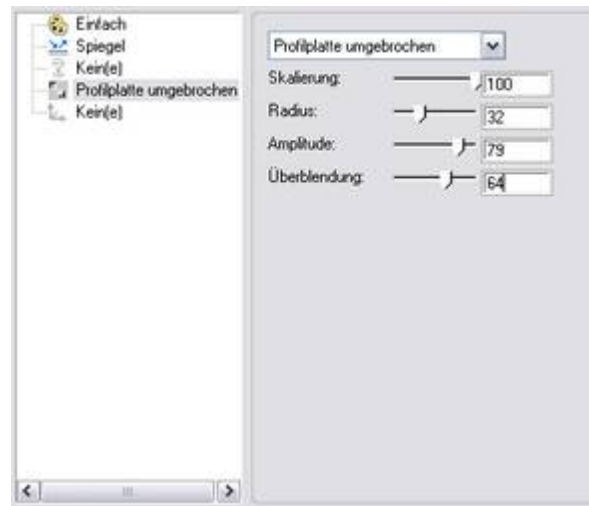 Einfach
Spiegel
Kein(e)
Profilplatte umgebrochen
Kein(e)
Profilplatte umgebrochen
Skalierung: 100
Radius: 32
Amplitude: 79
Überblendung: 64